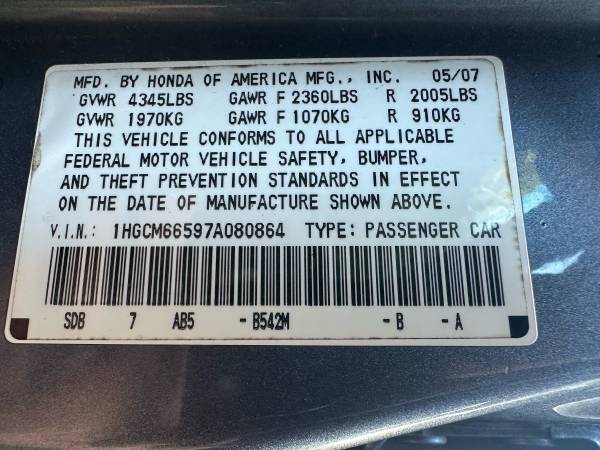 MFD. BY HONDA OF AMERICA MFG., INC. 05/07
GVWR 4345LBS GAWR F 2360LBS R 2005LBS
GVWR 1970KG GAWR F 1070KG R 910KG
THIS VEHICLE CONFORMS TO ALL APPLICABLE
FEDERAL MOTOR VEHICLE SAFETY, BUMPER,
AND THEFT PREVENTION STANDARDS IN EFFECT
ON THE DATE OF MANUFACTURE SHOWN ABOVE.
V.I.N.: 1HGCM66597A080864 TYPE: PASSENGER CAR
SDB 7 AB5 - B542M - B - A